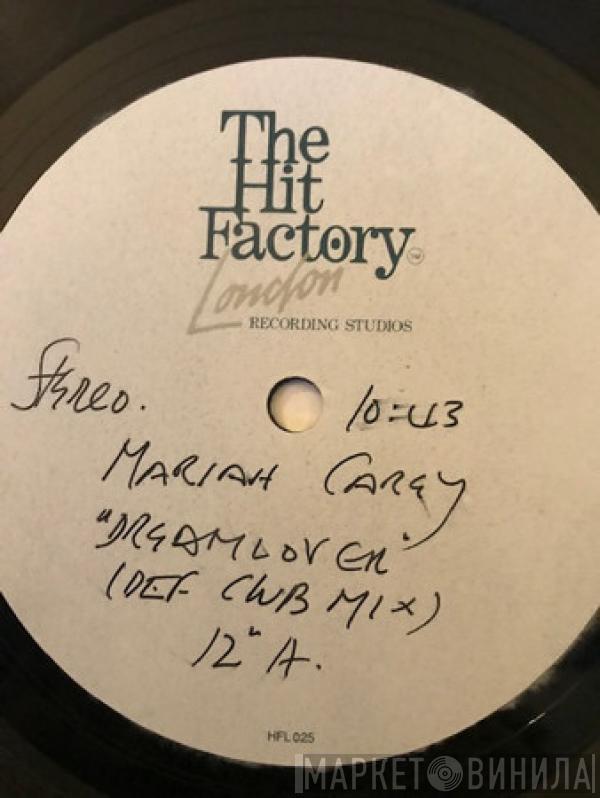 The
Hit
Factory TM
London
RECORDING STUDIOS
Stereo. 10=43
MARIAH CAREY
"DREAMLOVER"
(DEF CLUB MIX)
12" A.
HFL 025
МАРКЕТ ВИНИЛА